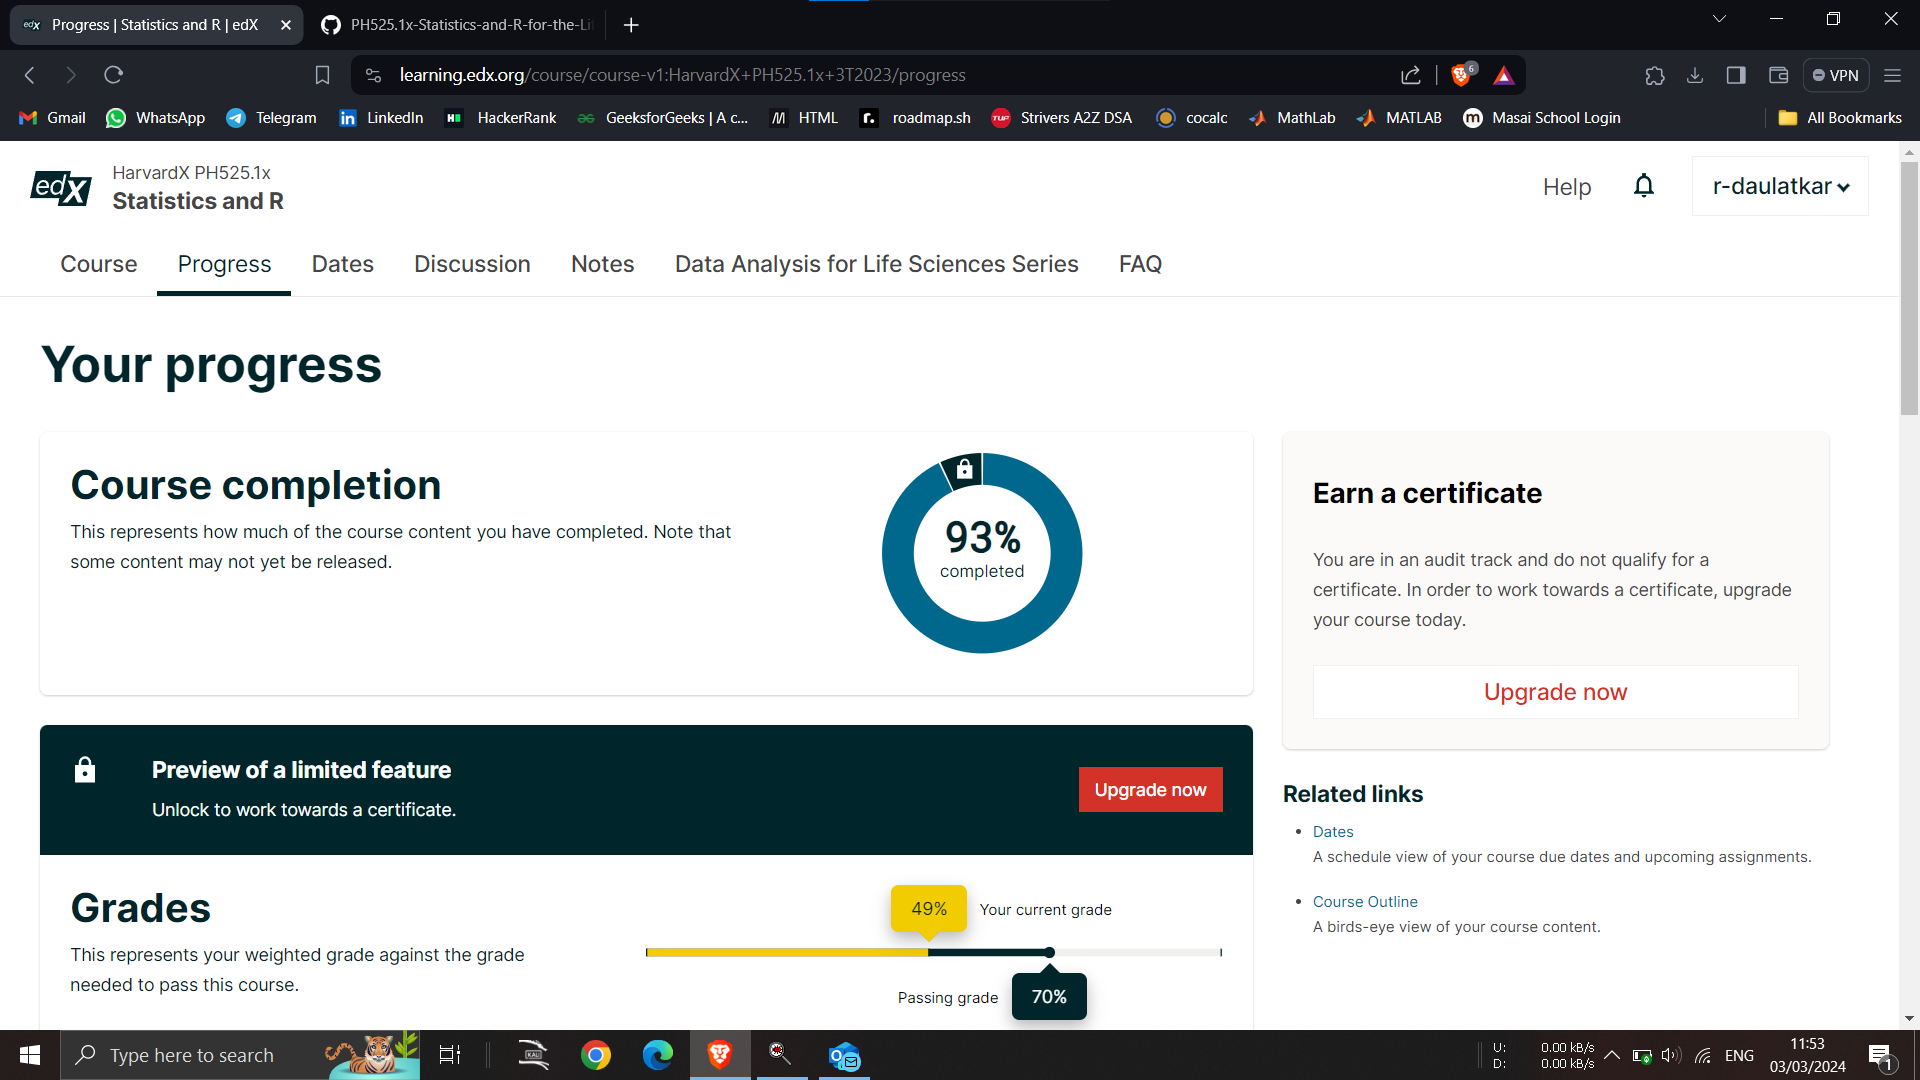 edX Progress | Statistics and R | edX
PH525.1x-Statistics-and-R-for-the-Li
learning.edx.org/course/course-v1:HarvardX+PH525.1x+3T2023/progress
6
VPN
Gmail
WhatsApp
Telegram
LinkedIn
HackerRank
GeeksforGeeks | A c...
HTML
roadmap.sh
TUF Strivers A2Z DSA
cocalc
MathLab
MATLAB
Masai School Login
All Bookmarks
edX
HarvardX PH525.1x
Statistics and R
Help
r-daulatkar
Course
Progress
Dates
Discussion
Notes
Data Analysis for Life Sciences Series
FAQ
Your progress
Course completion
This represents how much of the course content you have completed. Note that
some content may not yet be released.
93%
completed
Earn a certificate
You are in an audit track and do not qualify for a
certificate. In order to work towards a certificate, upgrade
your course today.
Upgrade now
Preview of a limited feature
Unlock to work towards a certificate.
Upgrade now
Related links
Dates
A schedule view of your course due dates and upcoming assignments.
Course Outline
A birds-eye view of your course content.
Grades
This represents your weighted grade against the grade
needed to pass this course.
49%
Your current grade
Passing grade
70%
Type here to search
U: 0.00 kB/s
D: 0.00 kB/s
ENG
11:53
03/03/2024
1